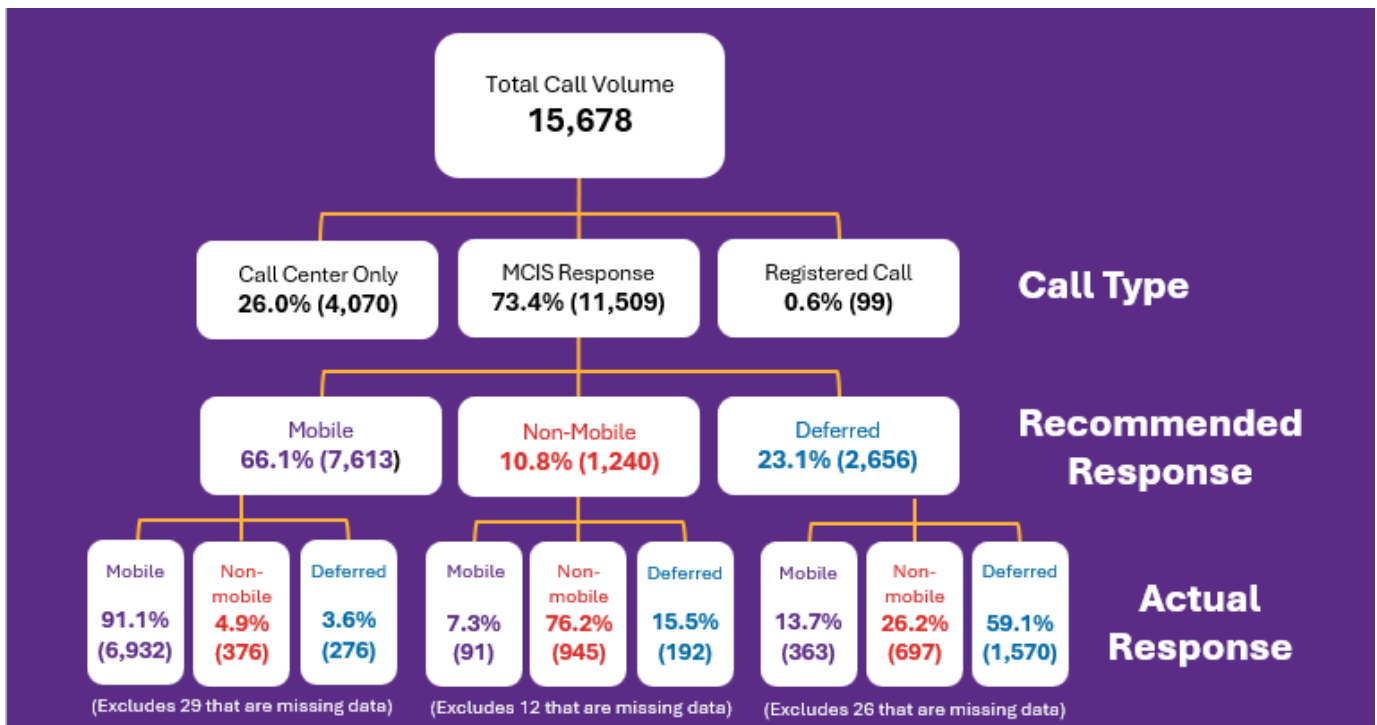 Total Call Volume
15,678
Call Center Only
26.0% (4,070)
MCIS Response
73.4% (11,509)
Registered Call
0.6% (99)
Call Type
Mobile
66.1% (7,613)
Non-Mobile
10.8% (1,240)
Deferred
23.1% (2,656)
Recommended
Response
Mobile
91.1%
(6,932)
Non-
mobile
4.9%
(376)
Deferred
3.6%
(276)
Mobile
7.3%
(91)
Non-
mobile
76.2%
(945)
Deferred
15.5%
(192)
Mobile
13.7%
(363)
Non-
mobile
26.2%
(697)
Deferred
59.1%
(1,570)
Actual
Response
(Excludes 29 that are missing data)
(Excludes 12 that are missing data)
(Excludes 26 that are missing data)